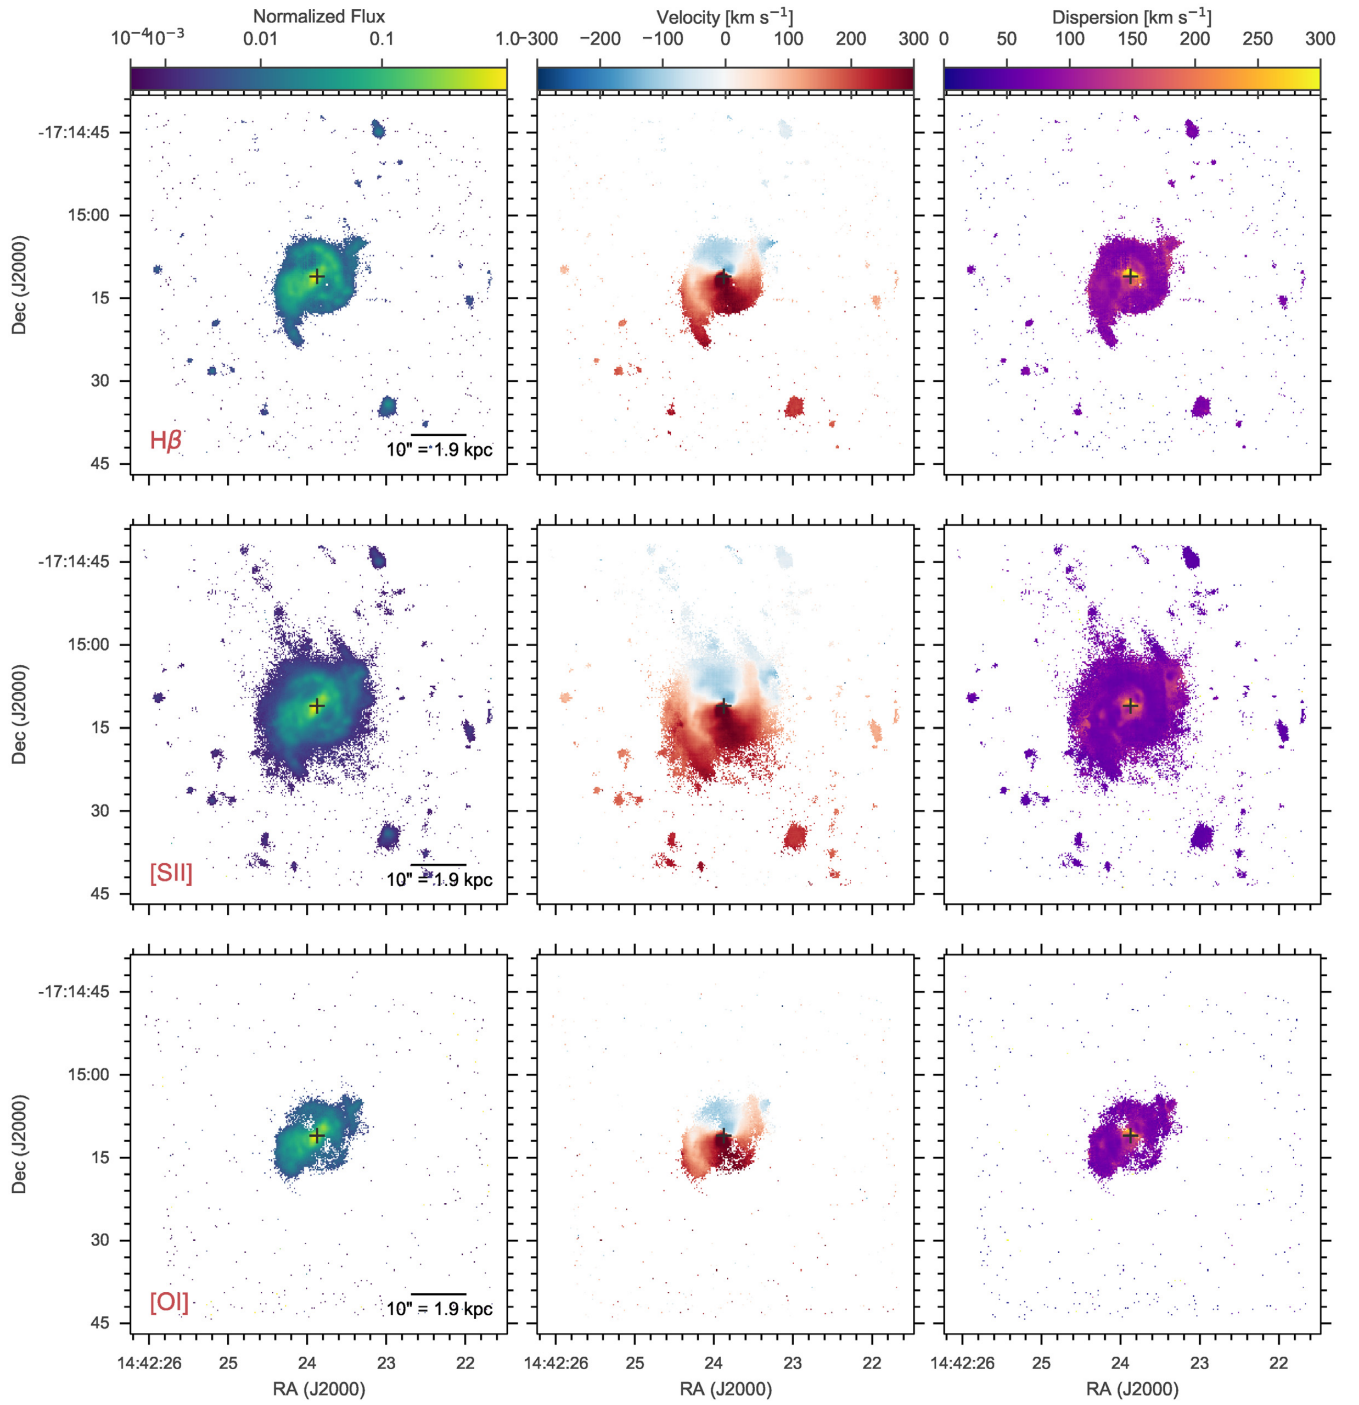 Normalized Flux
Velocity [km s⁻¹]
Dispersion [km s⁻¹]
10⁻⁴ 10⁻³ 0.01 0.1 1.0
−300 −200 −100 0 100 200 300
0 50 100 150 200 250 300
Dec (J2000)
-17:14:45
15:00
15
30
45
Hβ
10" = 1.9 kpc
Dec (J2000)
-17:14:45
15:00
15
30
45
[SII]
10" = 1.9 kpc
Dec (J2000)
-17:14:45
15:00
15
30
45
[OI]
10" = 1.9 kpc
14:42:26 25 24 23 22
14:42:26 25 24 23 22
14:42:26 25 24 23 22
RA (J2000)
RA (J2000)
RA (J2000)